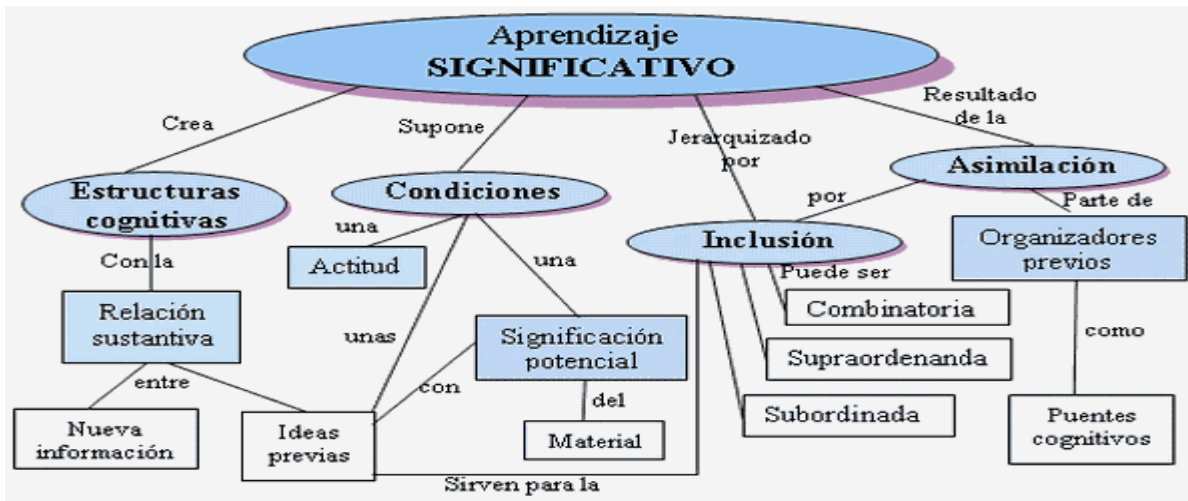 Aprendizaje
SIGNIFICATIVO
Crea
Supone
Jerarquizado
por
Resultado
de la
Estructuras
cognitivas
Condiciones
Asimilación
por
Parte de
Inclusión
Con la
una
Actitud
una
Organizadores
previos
Puede ser
Combinatoria
Relación
sustantiva
unas
Significación
potencial
Supraordenanda
como
entre
con
del
Subordinada
Nueva
información
Ideas
previas
Material
Puentes
cognitivos
Sirven para la